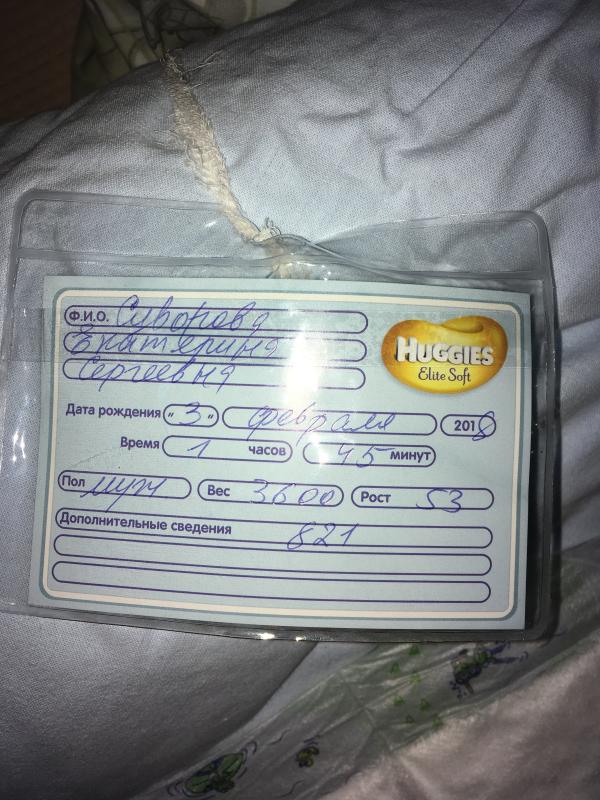 Ф.И.О. Суворова
Екатерина
Сергеевна
HUGGIES
Elite Soft
Дата рождения "3" февраля 2018
Время 1 часов 45 минут
Пол муж Вес 3600 Рост 53
Дополнительные сведения 821